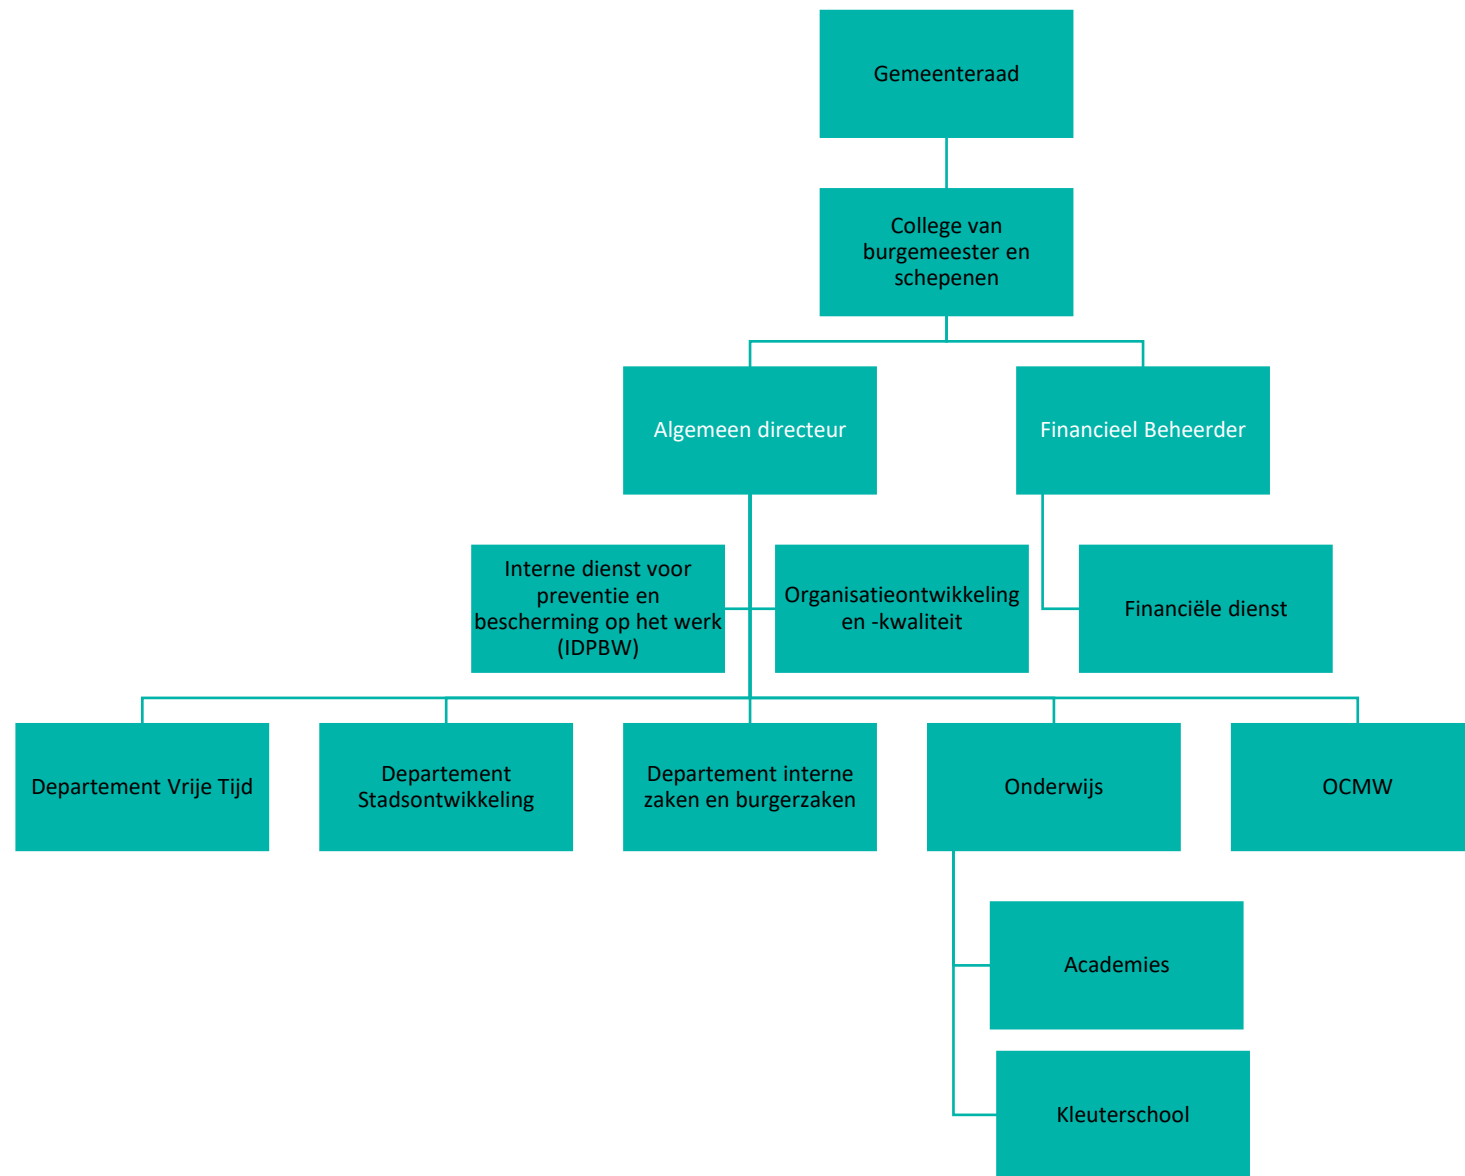 Gemeenteraad
College van
burgemeester en
schepenen
Algemeen directeur
Financieel Beheerder
Interne dienst voor
preventie en
bescherming op het werk
(IDPBW)
Organisatieontwikkeling
en -kwaliteit
Financiële dienst
Departement Vrije Tijd
Departement
Stadsontwikkeling
Departement interne
zaken en burgerzaken
Onderwijs
OCMW
Academies
Kleuterschool